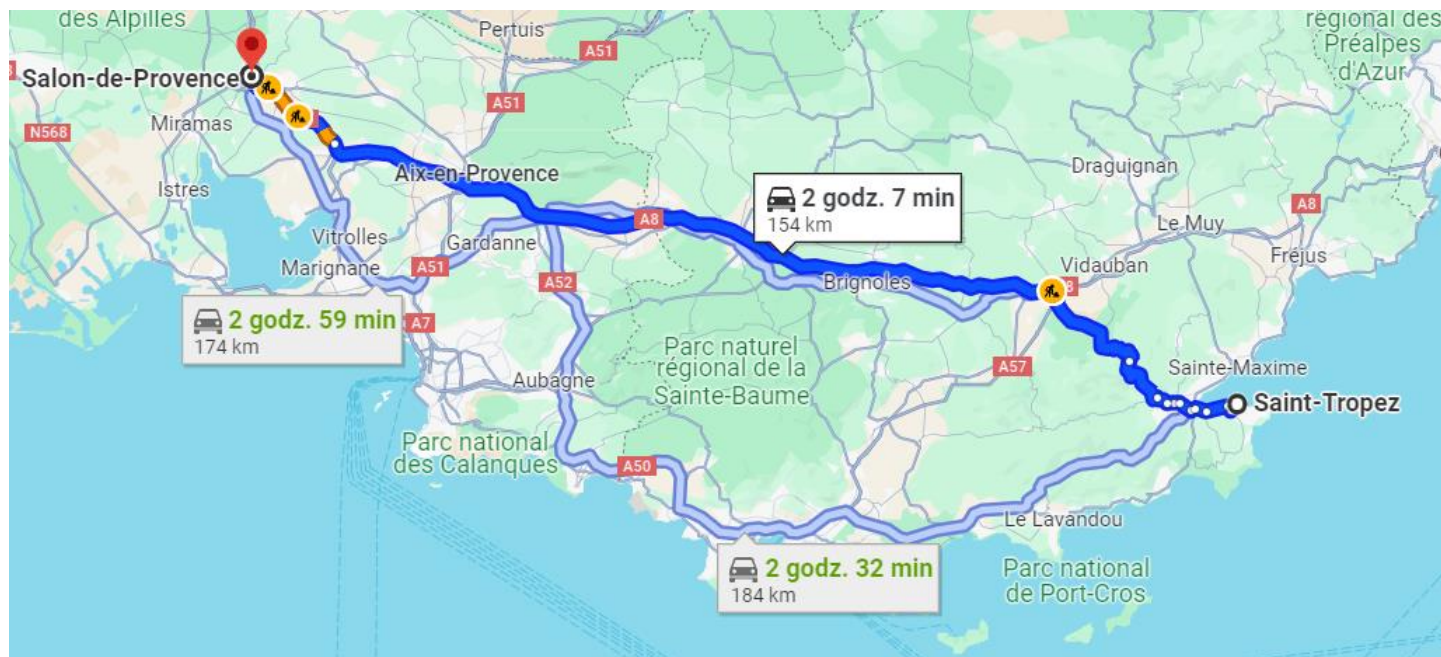 des Alpilles
Pertuis
régional des
Préalpes
d'Azur
A51
Salon-de-Provence
A51
Miramas
N568
Draguignan
Aix-en-Provence
Istres
2 godz. 7 min
154 km
A8
A8
Le Muy
Vitrolles
Gardanne
Fréjus
Marignane
A51
A52
Brignoles
Vidauban
8
2 godz. 59 min
174 km
A7
Parc naturel
régional de la
Sainte-Baume
A57
Sainte-Maxime
Aubagne
Saint-Tropez
Parc national
des Calanques
A50
Le Lavandou
2 godz. 32 min
184 km
Parc national
de Port-Cros